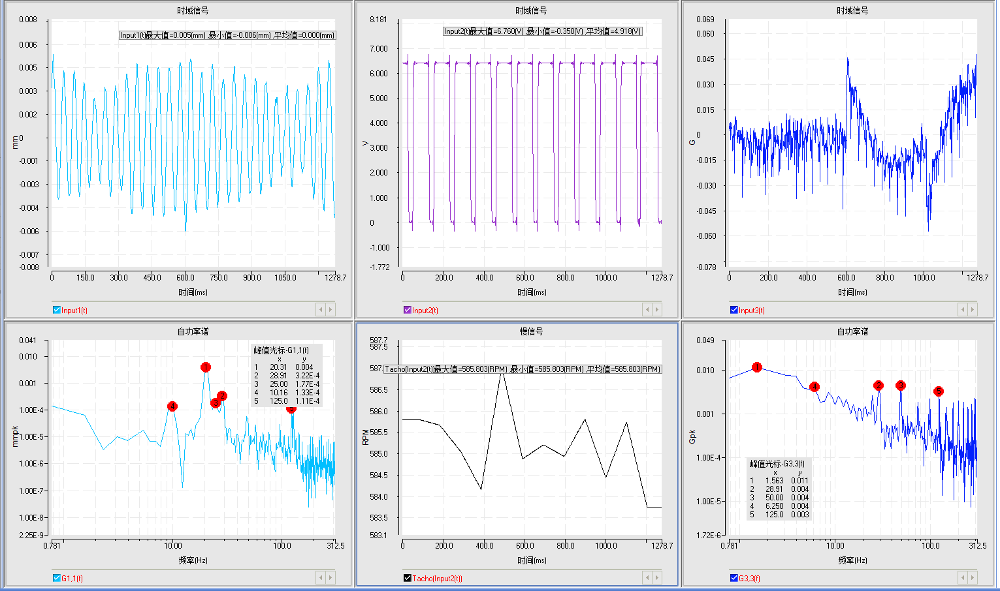 时域信号
0.008
0.006
0.005
0.003
0.002
0
-0.001
-0.003
-0.004
-0.006
-0.007
-0.008
mm
Input1(t)最大值=0.005(mm) ,最小值=-0.006(mm) ,平均值=0.000(mm)
0 150.0 300.0 450.0 600.0 750.0 900.0 1050.0 1278.7
时间(ms)
Input1(t)
时域信号
8.181
7.000
6.000
5.000
4.000
3.000
2.000
1.000
0
-1.000
-1.772
V
Input2(t)最大值=6.760(V) ,最小值=-0.350(V) ,平均值=4.918(V)
0 200.0 400.0 600.0 800.0 1000.0 1278.7
时间(ms)
Input2(t)
时域信号
0.069
0.060
0.045
0.030
0.015
0
-0.015
-0.030
-0.045
-0.060
-0.078
G
0 200.0 400.0 600.0 800.0 1000.0 1278.7
时间(ms)
Input3(t)
自功率谱
0.041
0.010
0.001
1.00E-4
1.00E-5
1.00E-6
1.00E-7
1.00E-8
2.25E-9
mmpk
峰值光标-G1,1(f)
x y
1 20.31 0.004
2 28.91 3.22E-4
3 25.00 1.77E-4
4 10.16 1.33E-4
5 125.0 1.11E-4
1
2
3
4
5
0.781 10.00 100.0 312.5
频率(Hz)
G1,1(f)
慢信号
587.7
587.5
587.
586.5
586.0
585.5
585.0
584.5
584.0
583.5
583.1
RPM
Tacho(Input2(t))最大值=585.803(RPM) ,最小值=585.803(RPM) ,平均值=585.803(RPM)
0 200.0 400.0 600.0 800.0 1000.0 1278.7
时间(ms)
Tacho(Input2(t))
自功率谱
0.049
0.010
0.001
1.00E-4
1.00E-5
1.72E-6
Gpk
1
4
2
3
5
峰值光标-G3,3(f)
x y
1 1.563 0.011
2 28.91 0.004
3 50.00 0.004
4 6.250 0.004
5 125.0 0.003
0.781 10.00 100.0 312.5
频率(Hz)
G3,3(f)